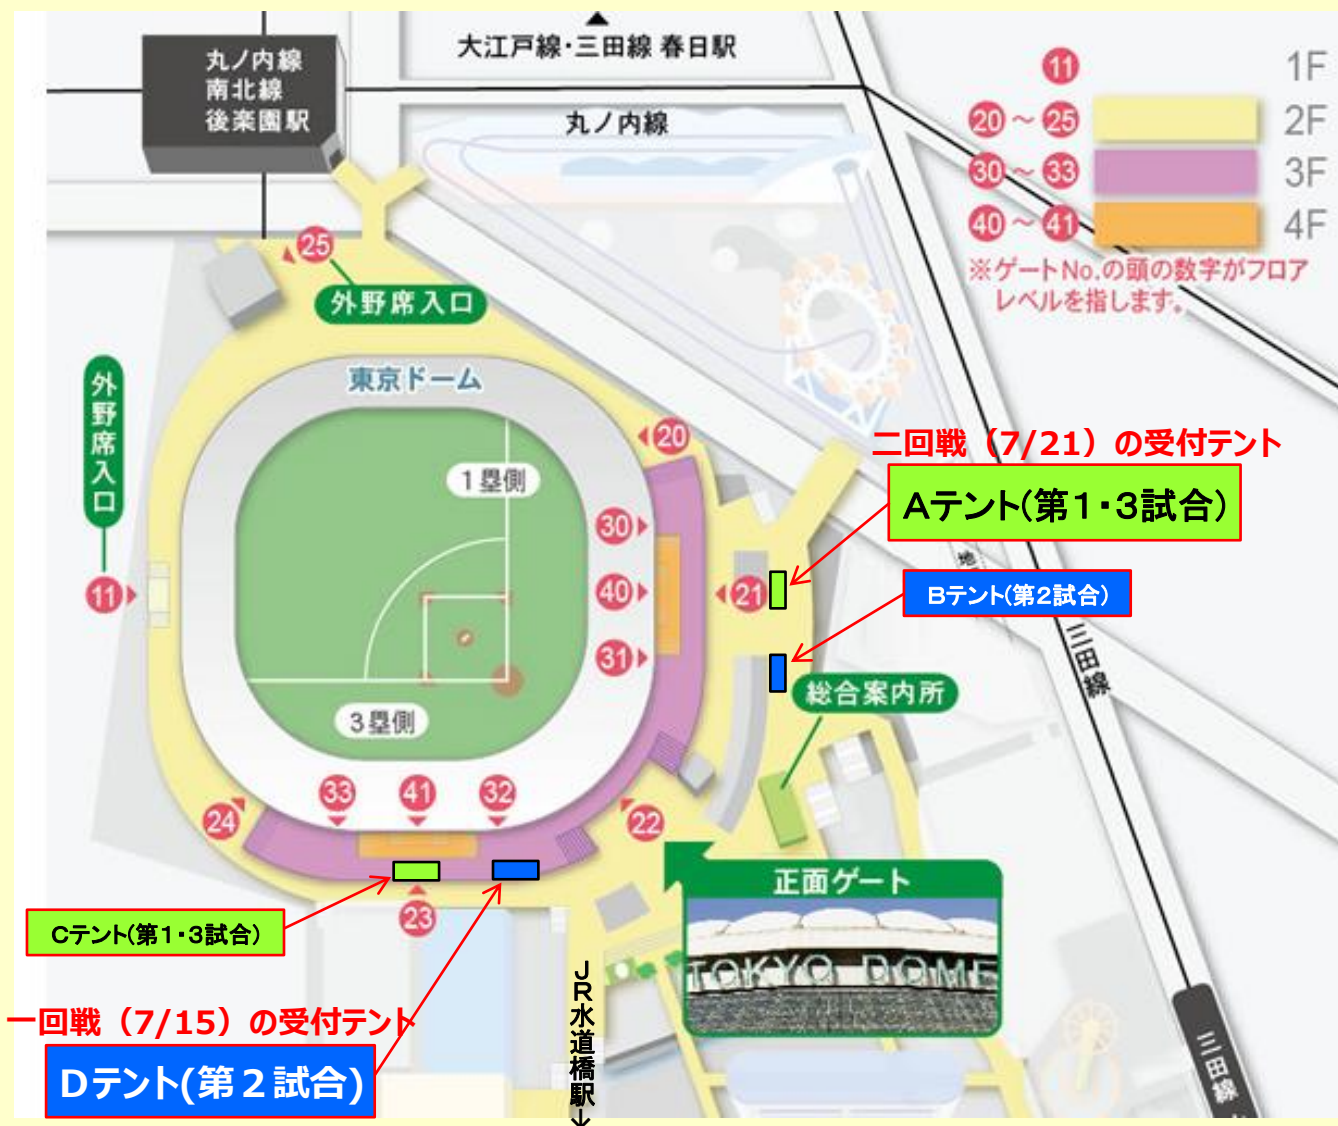 丸ノ内線
南北線
後楽園駅
▲
大江戸線・三田線 春日駅
丸ノ内線
11 1F
20 ～ 25 2F
30 ～ 33 3F
40 ～ 41 4F
※ゲートNo.の頭の数字がフロア
レベルを指します。
25
外野席入口
外野席入口
東京ドーム
20
1塁側
二回戦（7/21）の受付テント
Aテント(第1・3試合)
30
11
40
21
Bテント(第2試合)
地
三田線
31
総合案内所
3塁側
33
41
32
24
22
正面ゲート
TOKYO DOME
23
Cテント(第1・3試合)
JR水道橋駅↓
一回戦（7/15）の受付テント
Dテント(第２試合)
三田線